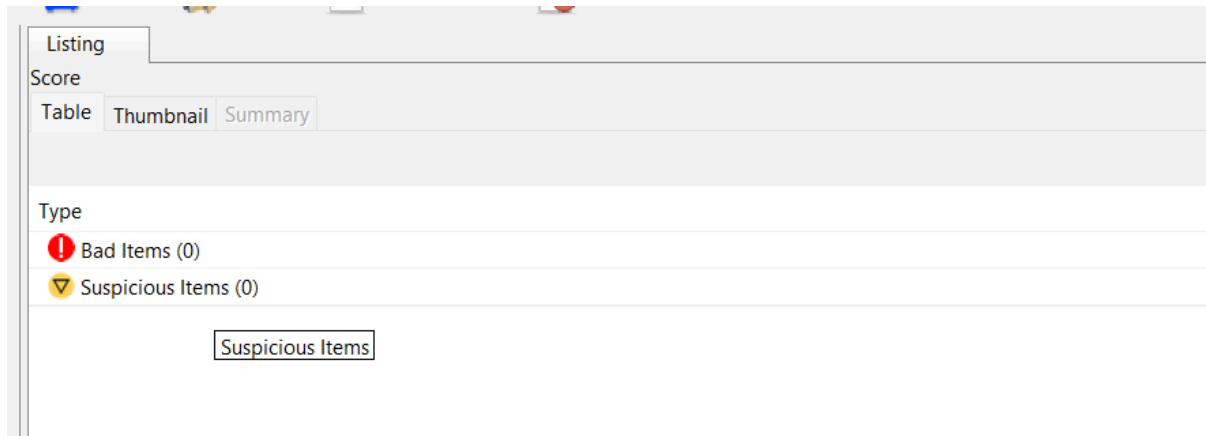 Listing
Score
Table Thumbnail Summary
Type
Bad Items (0)
Suspicious Items (0)
Suspicious Items